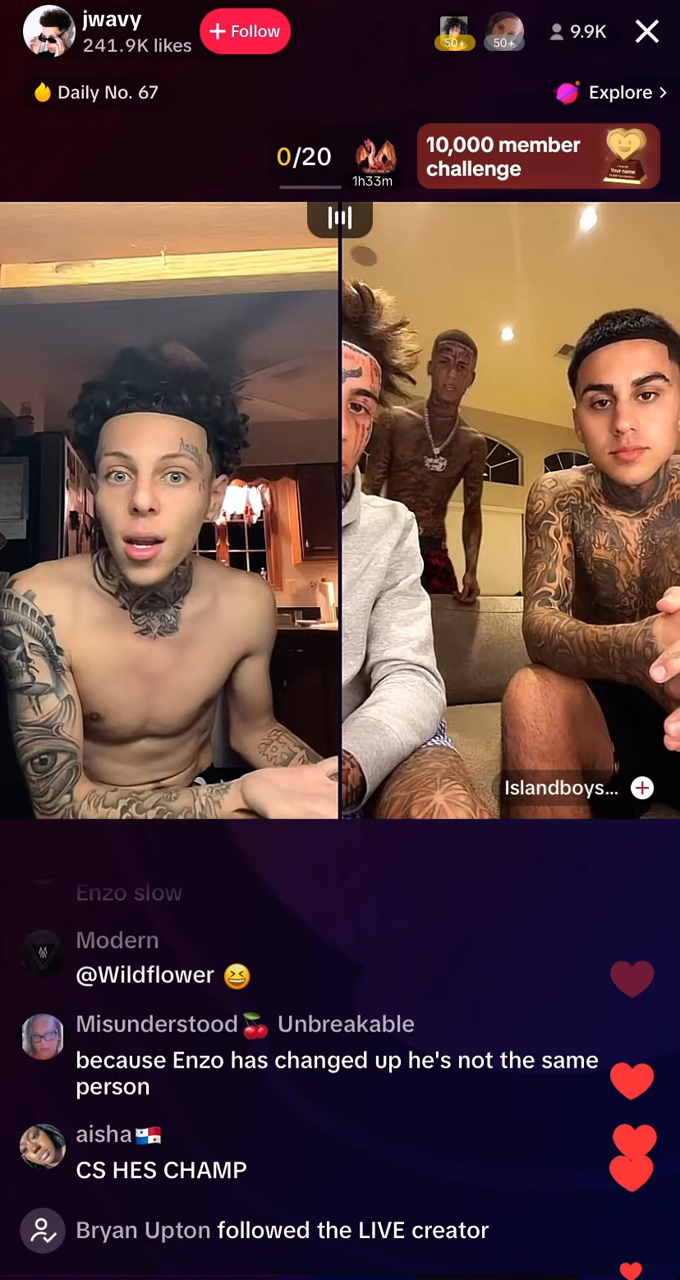 jwavy
241.9K likes
+ Follow
50+
50+
9.9K
Daily No. 67
Explore >
0/20
1h33m
10,000 member
challenge
Your name
Islandboys...
Enzo slow
Modern
@Wildflower 😆
Misunderstood🍒 Unbreakable
because Enzo has changed up he's not the same
person
aisha🇵🇦
CS HES CHAMP
Bryan Upton followed the LIVE creator